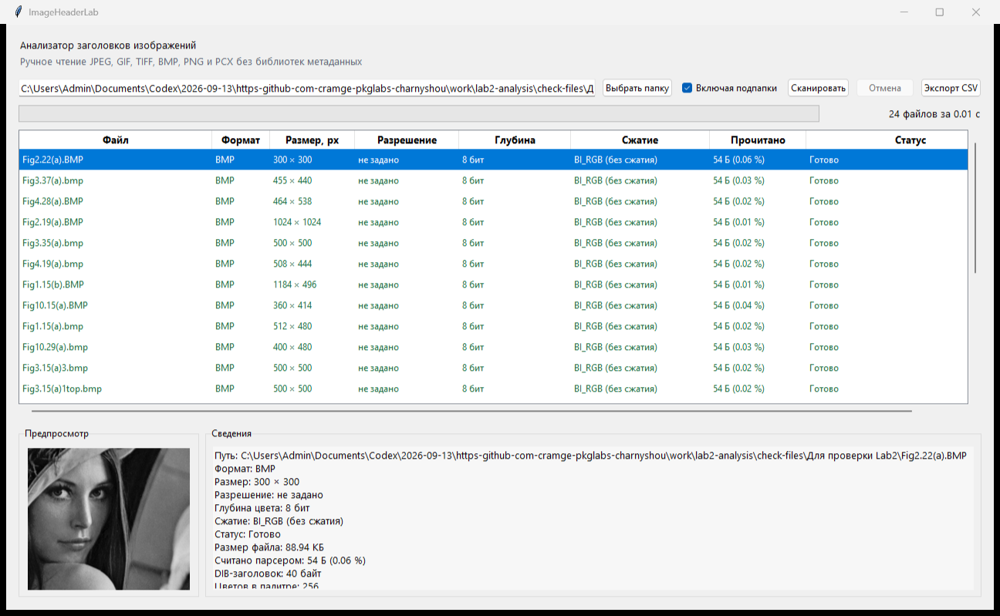 ImageHeaderLab
Анализатор заголовков изображений
Ручное чтение JPEG, GIF, TIFF, BMP, PNG и PCX без библиотек метаданных
C:\Users\Admin\Documents\Codex\2026-09-13\https-github-com-cramge-pkglabs-charnyshou\work\lab2-analysis\check-files\Д Выбрать папку Включая подпапки Сканировать Отмена Экспорт CSV
24 файлов за 0.01 с
Файл Формат Размер, px Разрешение Глубина Сжатие Прочитано Статус
Fig2.22(a).BMP BMP 300 × 300 не задано 8 бит BI_RGB (без сжатия) 54 Б (0.06 %) Готово
Fig3.37(a).bmp BMP 455 × 440 не задано 8 бит BI_RGB (без сжатия) 54 Б (0.03 %) Готово
Fig4.28(a).BMP BMP 464 × 538 не задано 8 бит BI_RGB (без сжатия) 54 Б (0.02 %) Готово
Fig2.19(a).BMP BMP 1024 × 1024 не задано 8 бит BI_RGB (без сжатия) 54 Б (0.01 %) Готово
Fig3.35(a).bmp BMP 500 × 500 не задано 8 бит BI_RGB (без сжатия) 54 Б (0.02 %) Готово
Fig4.19(a).bmp BMP 508 × 444 не задано 8 бит BI_RGB (без сжатия) 54 Б (0.02 %) Готово
Fig1.15(b).BMP BMP 1184 × 496 не задано 8 бит BI_RGB (без сжатия) 54 Б (0.01 %) Готово
Fig10.15(a).BMP BMP 360 × 414 не задано 8 бит BI_RGB (без сжатия) 54 Б (0.04 %) Готово
Fig1.15(a).bmp BMP 512 × 480 не задано 8 бит BI_RGB (без сжатия) 54 Б (0.02 %) Готово
Fig10.29(a).bmp BMP 400 × 480 не задано 8 бит BI_RGB (без сжатия) 54 Б (0.03 %) Готово
Fig3.15(a)3.bmp BMP 500 × 500 не задано 8 бит BI_RGB (без сжатия) 54 Б (0.02 %) Готово
Fig3.15(a)1top.bmp BMP 500 × 500 не задано 8 бит BI_RGB (без сжатия) 54 Б (0.02 %) Готово
Предпросмотр
Сведения
Путь: C:\Users\Admin\Documents\Codex\2026-09-13\https-github-com-cramge-pkglabs-charnyshou\work\lab2-analysis\check-files\Для проверки Lab2\Fig2.22(a).BMP
Формат: BMP
Размер: 300 × 300
Разрешение: не задано
Глубина цвета: 8 бит
Сжатие: BI_RGB (без сжатия)
Статус: Готово
Размер файла: 88.94 КБ
Считано парсером: 54 Б (0.06 %)
DIB-заголовок: 40 байт
Цветов в палитре: 256